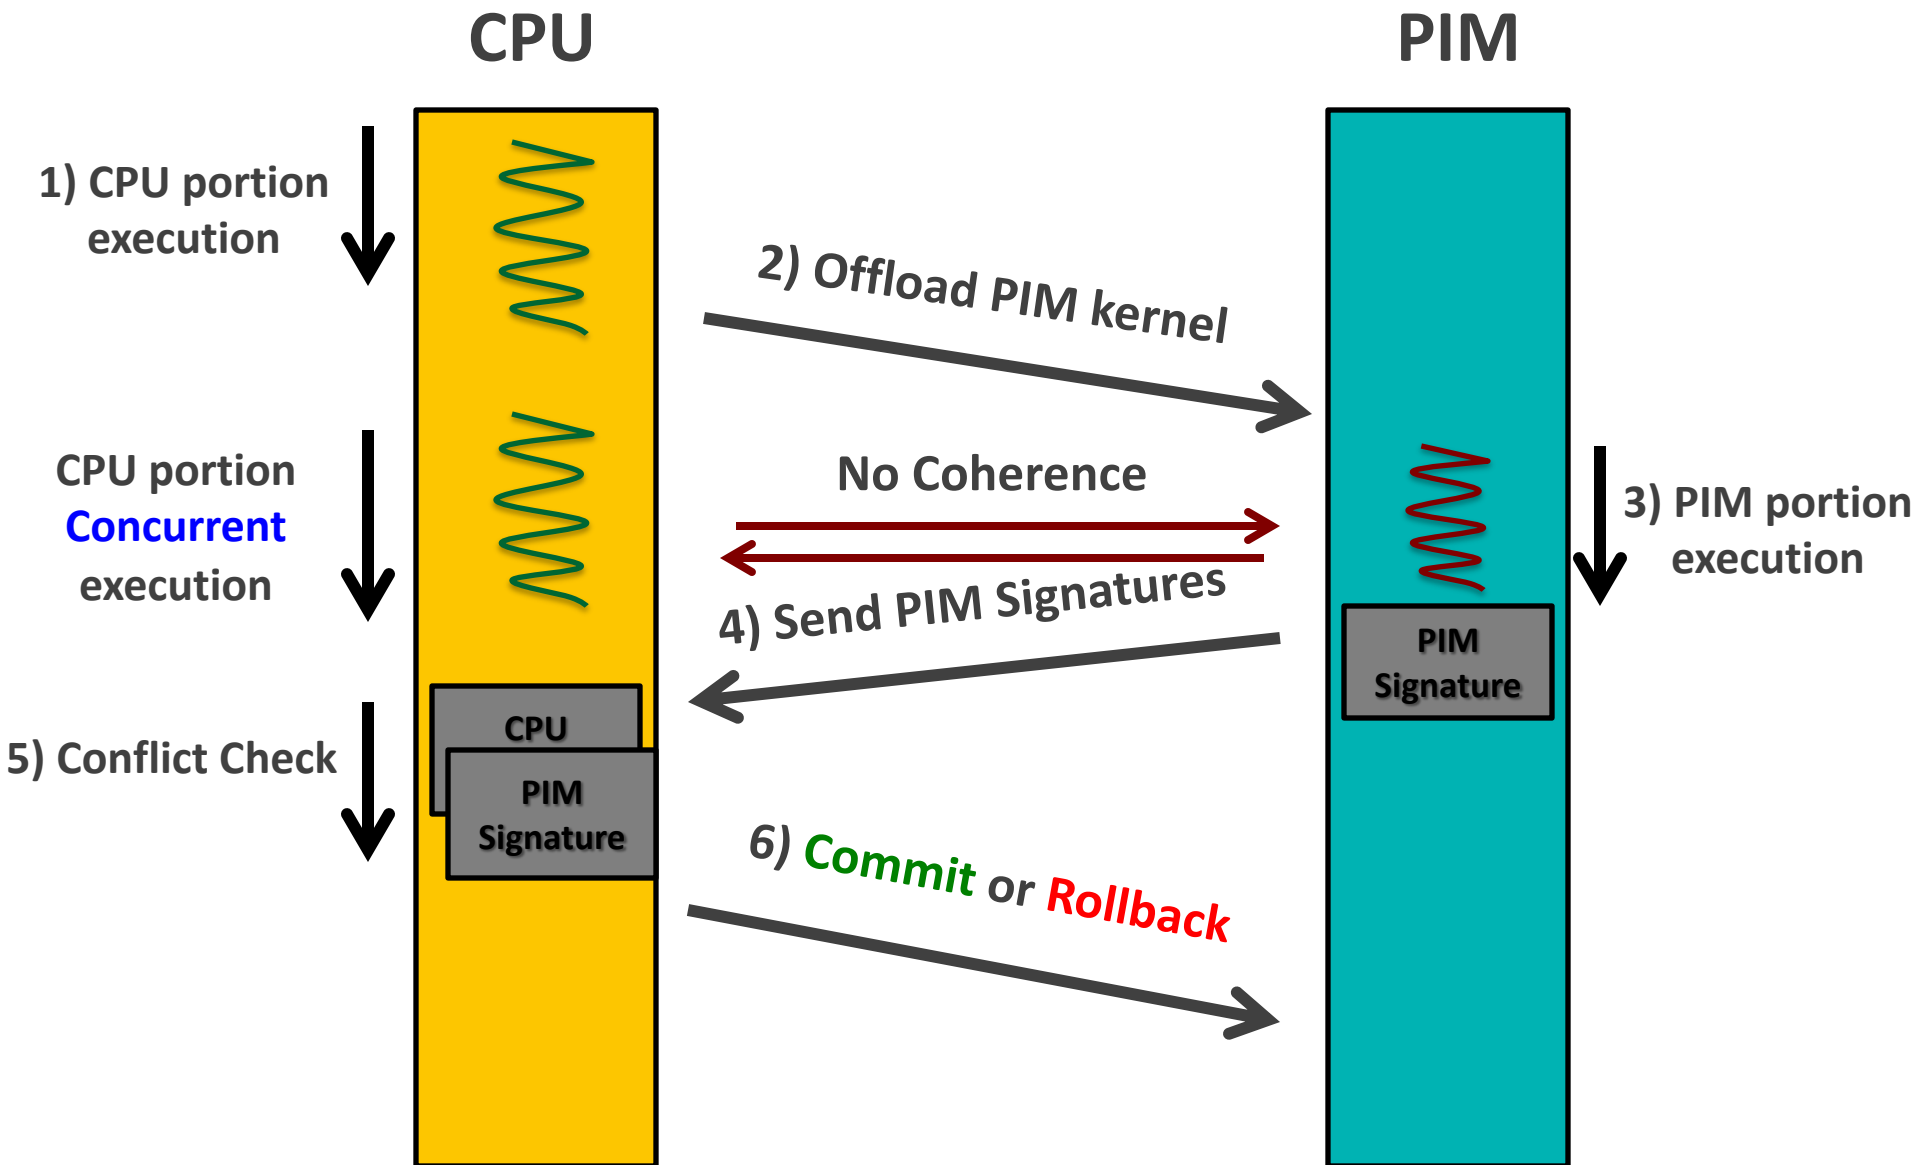 CPU
PIM
1) CPU portion
execution
2) Offload PIM kernel
CPU portion
Concurrent
execution
No Coherence
3) PIM portion
execution
4) Send PIM Signatures
PIM
Signature
5) Conflict Check
CPU
PIM
Signature
6) Commit or Rollback